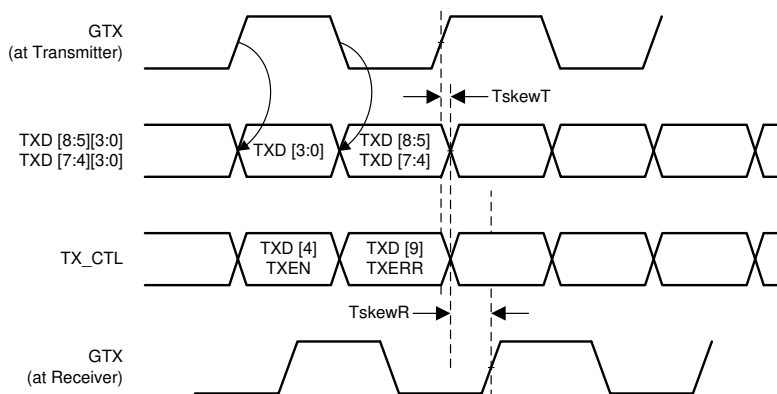 GTX
(at Transmitter)
TskewT
TXD [8:5][3:0]
TXD [7:4][3:0]
TXD [3:0]
TXD [8:5]
TXD [7:4]
TX_CTL
TXD [4]
TXEN
TXD [9]
TXERR
TskewR
GTX
(at Receiver)